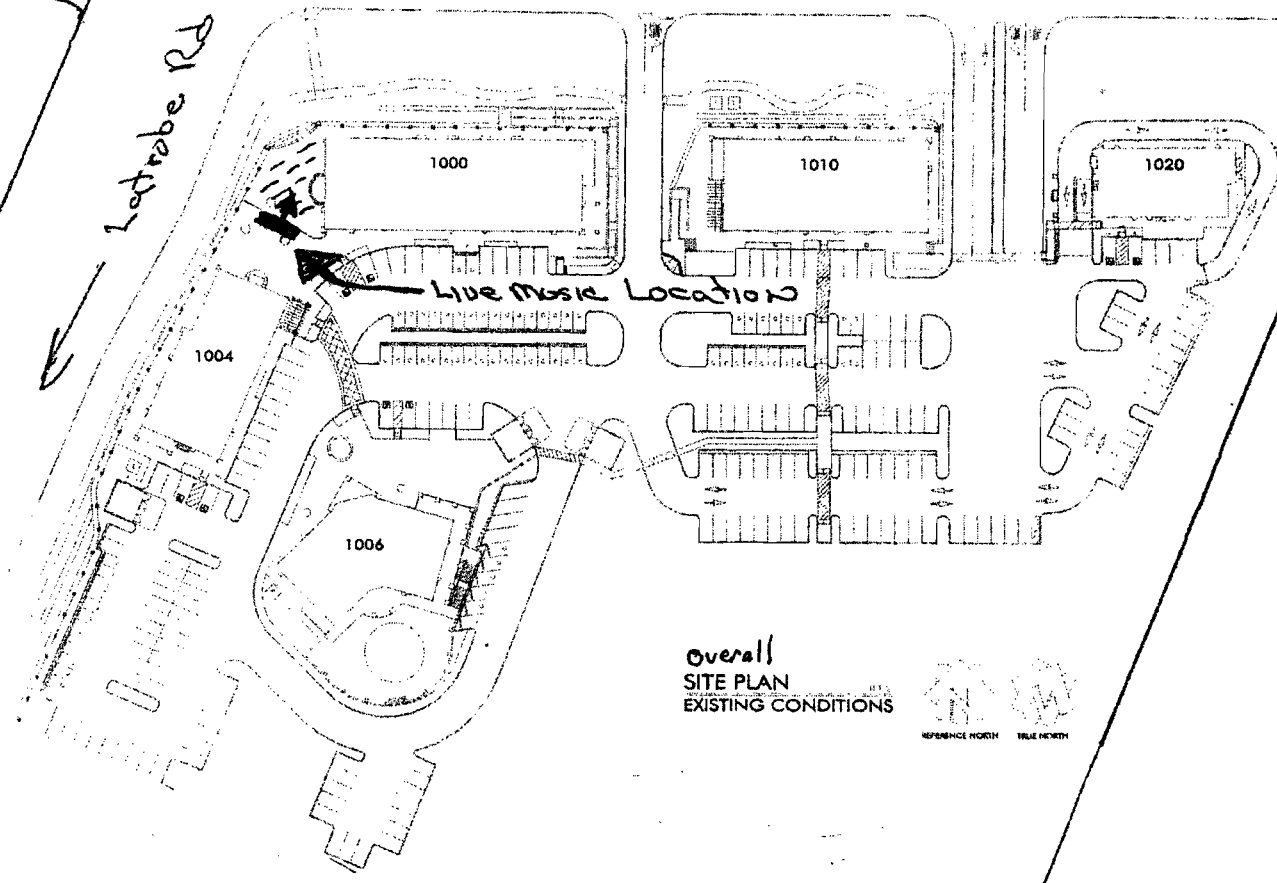 Latrobe Rd
1000
1010
1020
Live Music Location
1004
1006
overall
SITE PLAN
EXISTING CONDITIONS
REFERENCE NORTH
TRUE NORTH